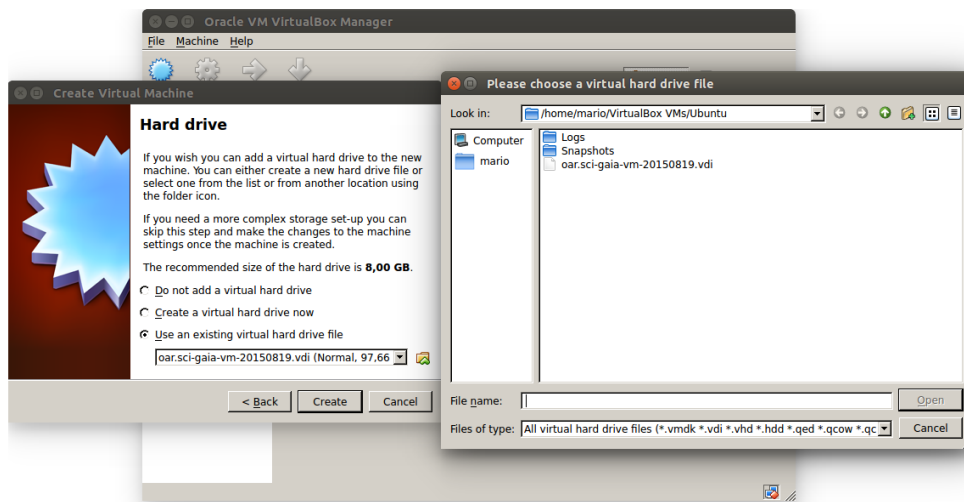 Oracle VM VirtualBox Manager
File Machine Help
Create Virtual Machine
Hard drive
If you wish you can add a virtual hard drive to the new
machine. You can either create a new hard drive file or
select one from the list or from another location using
the folder icon.
If you need a more complex storage set-up you can
skip this step and make the changes to the machine
settings once the machine is created.
The recommended size of the hard drive is 8,00 GB.
Do not add a virtual hard drive
Create a virtual hard drive now
Use an existing virtual hard drive file
oar.sci-gaia-vm-20150819.vdi (Normal, 97,66
< Back
Create
Cancel
Please choose a virtual hard drive file
Look in:
/home/mario/VirtualBox VMs/Ubuntu
Computer
mario
Logs
Snapshots
oar.sci-gaia-vm-20150819.vdi
File name:
Open
Files of type:
All virtual hard drive files (*.vmdk *.vdi *.vhd *.hdd *.qed *.qcow *.qc
Cancel